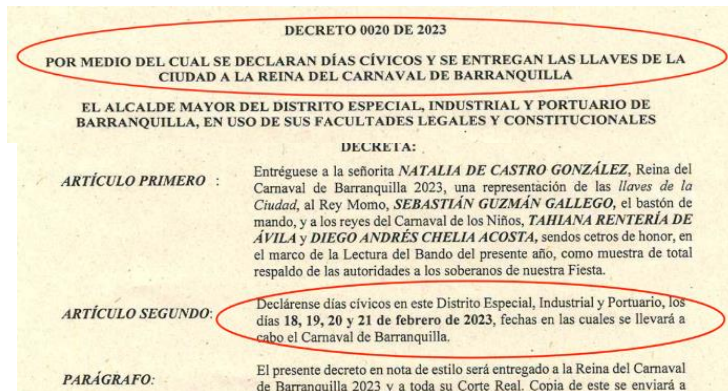 DECRETO 0020 DE 2023
POR MEDIO DEL CUAL SE DECLARAN DÍAS CÍVICOS Y SE ENTREGAN LAS LLAVES DE LA
CIUDAD A LA REINA DEL CARNAVAL DE BARRANQUILLA
EL ALCALDE MAYOR DEL DISTRITO ESPECIAL, INDUSTRIAL Y PORTUARIO DE
BARRANQUILLA, EN USO DE SUS FACULTADES LEGALES Y CONSTITUCIONALES
DECRETA:
ARTÍCULO PRIMERO :
Entréguese a la señorita NATALIA DE CASTRO GONZÁLEZ, Reina del
Carnaval de Barranquilla 2023, una representación de las llaves de la
Ciudad, al Rey Momo, SEBASTIÁN GUZMÁN GALLEGO, el bastón de
mando, y a los reyes del Carnaval de los Niños, TAHIANA RENTERÍA DE
ÁVILA y DIEGO ANDRÉS CHELIA ACOSTA, sendos cetros de honor, en
el marco de la Lectura del Bando del presente año, como muestra de total
respaldo de las autoridades a los soberanos de nuestra Fiesta.
ARTÍCULO SEGUNDO:
Declárense días cívicos en este Distrito Especial, Industrial y Portuario, los
días 18, 19, 20 y 21 de febrero de 2023, fechas en las cuales se llevará a
cabo el Carnaval de Barranquilla.
PARÁGRAFO:
El presente decreto en nota de estilo será entregado a la Reina del Carnaval
de Barranquilla 2023 y a toda su Corte Real. Copia de este se enviará a